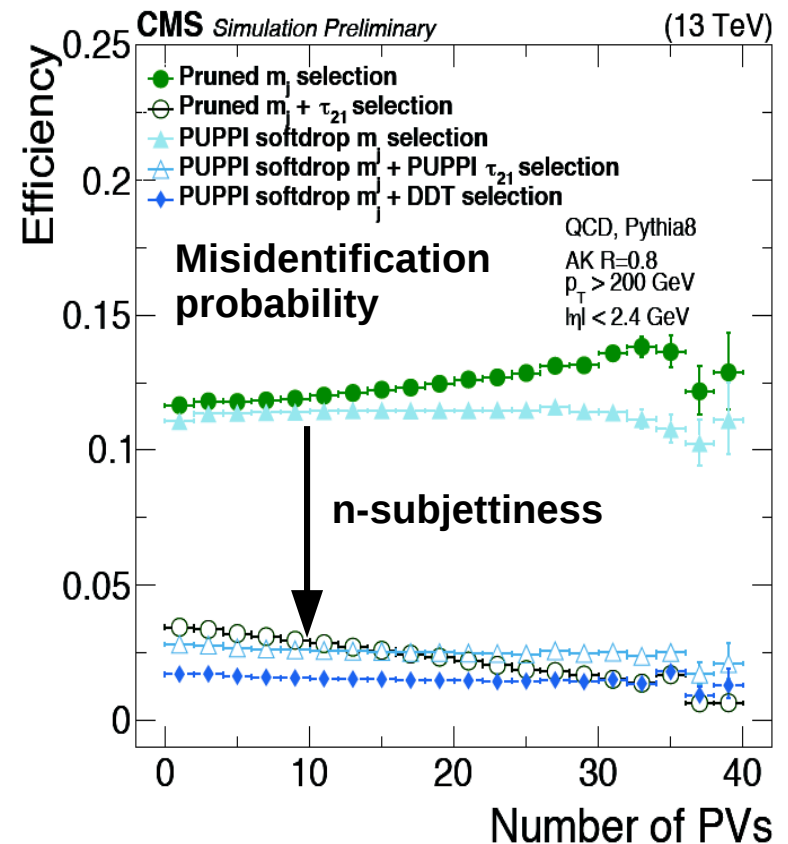 CMS Simulation Preliminary (13 TeV)
Efficiency
0.25
0.2
0.15
0.1
0.05
0
Pruned mj selection
Pruned mj + τ21 selection
PUPPI softdrop mj selection
PUPPI softdrop mj + PUPPI τ21 selection
PUPPI softdrop mj + DDT selection
QCD, Pythia8
AK R=0.8
pT > 200 GeV
|η| < 2.4 GeV
Misidentification
probability
n-subjettiness
0 10 20 30 40
Number of PVs